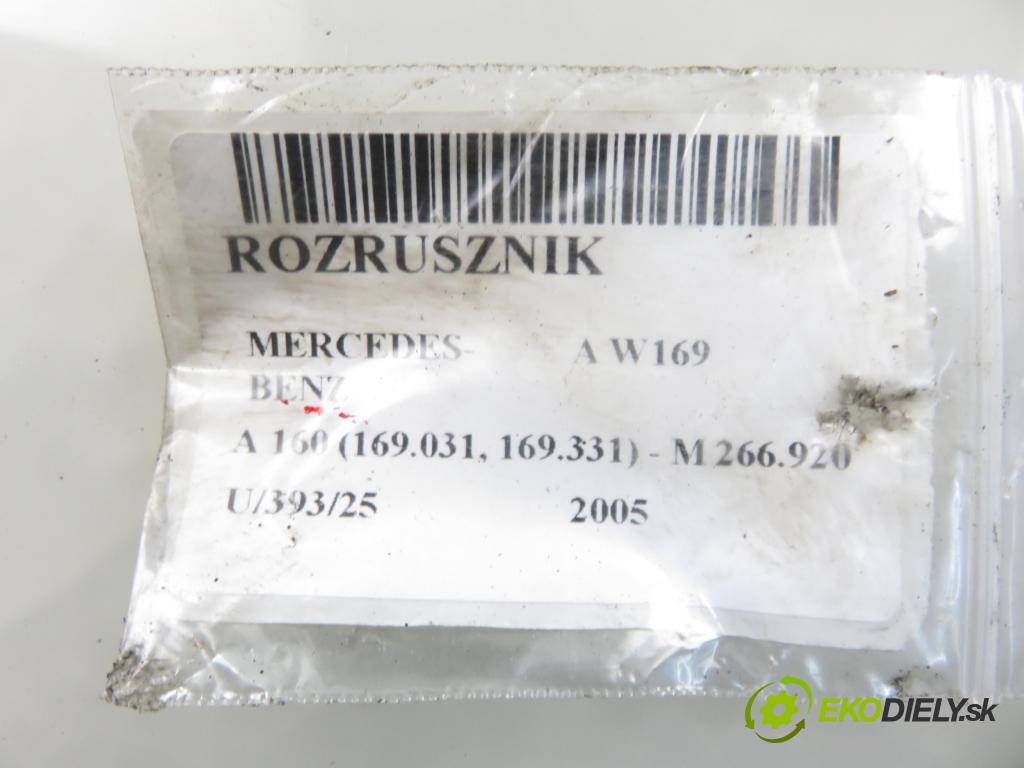 ROZRUSZNIK
MERCEDES- A W169
BENZ
A 160 (169.031, 169.331) - M 266.920
U/393/25 2005
EKODIELY.sk